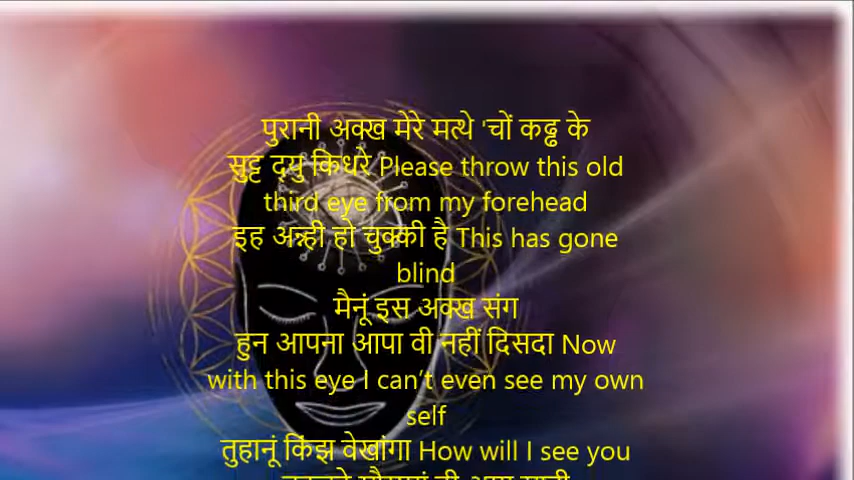 पुरानी अक्ख मेरे मत्थे 'चों कढ्ढ के
सुट्ट दयु किधरे Please throw this old
third eye from my forehead
इह अन्न्ही हो चुक्की है This has gone
blind
मैनूं इस अक्ख संग
हुन आपना आपा वी नहीं दिसदा Now
with this eye I can't even see my own
self
तुहानूं किंझ वेखांगा How will I see you